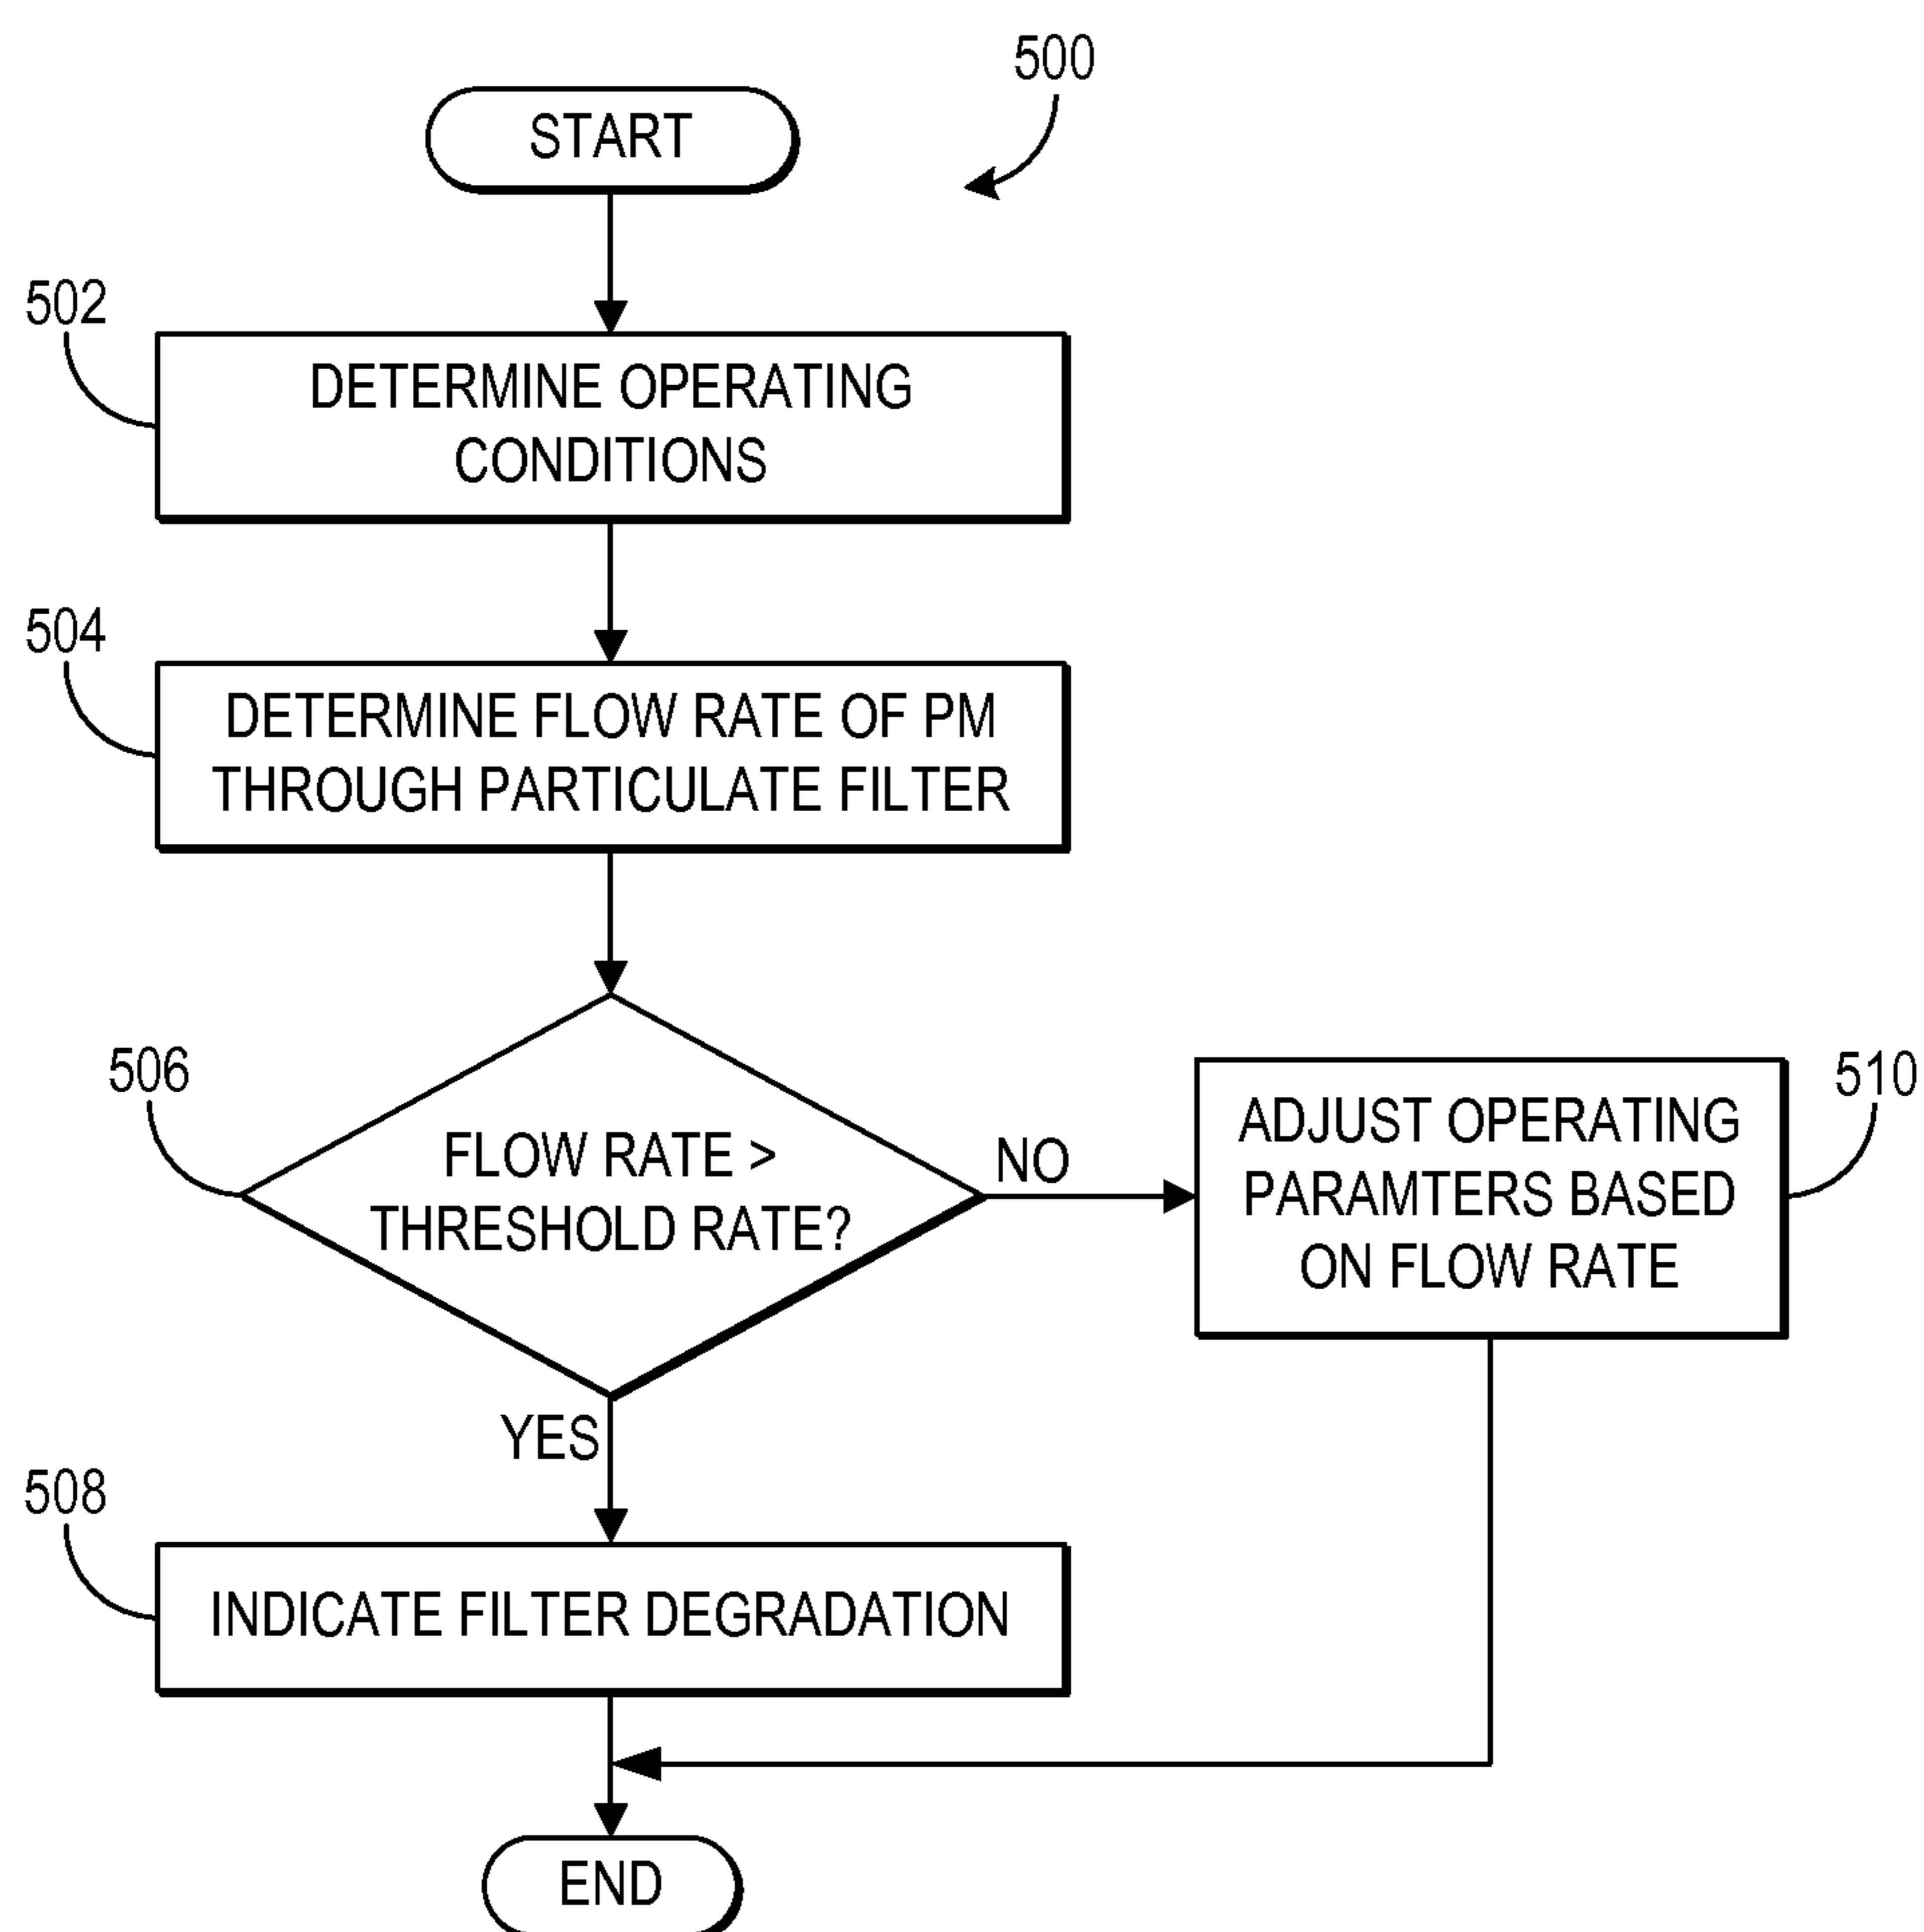 500
START
502
DETERMINE OPERATING
CONDITIONS
504
DETERMINE FLOW RATE OF PM
THROUGH PARTICULATE FILTER
506
FLOW RATE >
THRESHOLD RATE?
NO
510
ADJUST OPERATING
PARAMTERS BASED
ON FLOW RATE
YES
508
INDICATE FILTER DEGRADATION
END